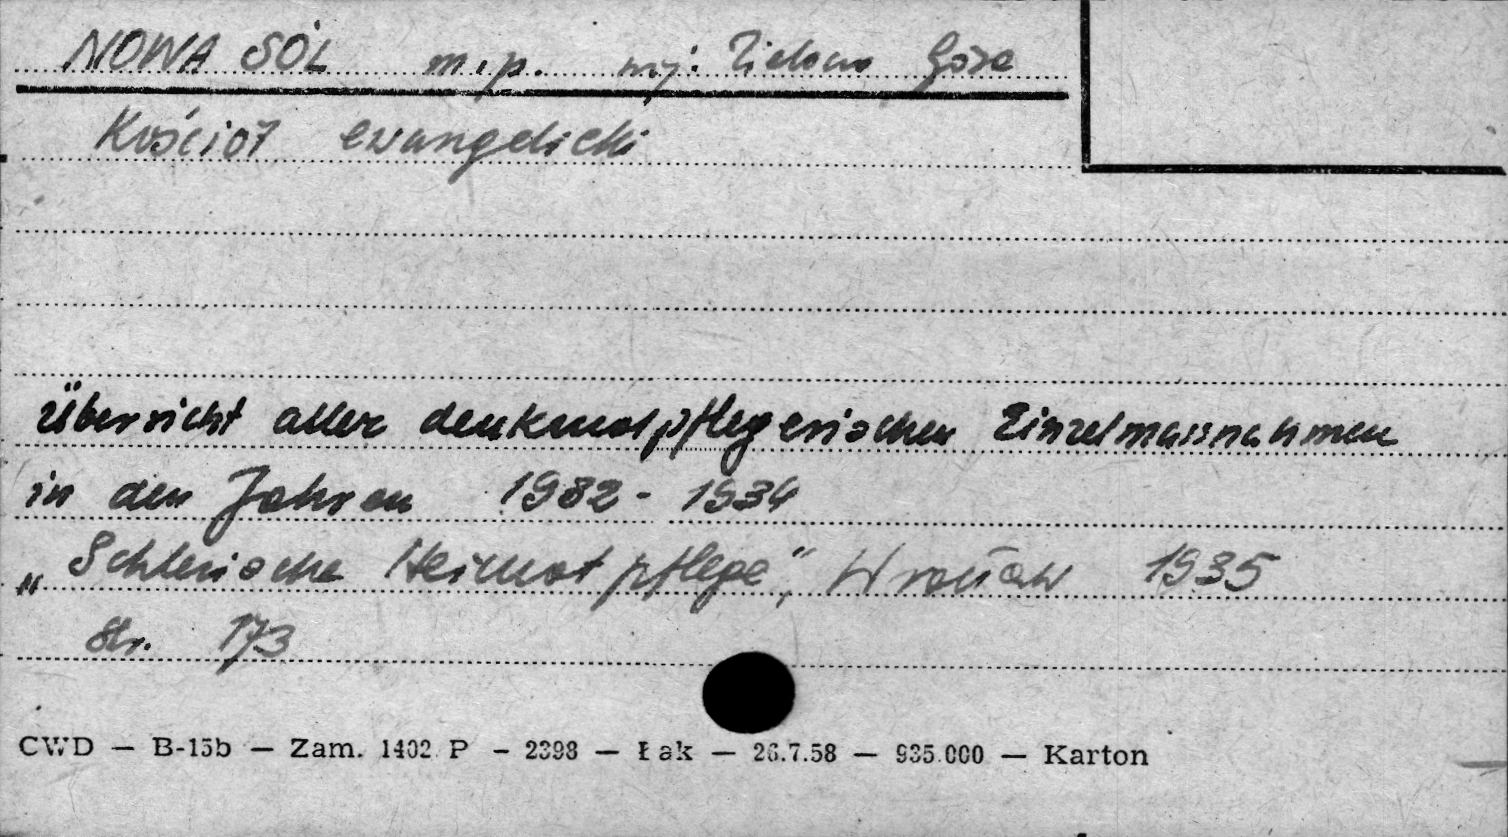 NOWA SÓL m.p. woj: Zielona Góra
Kościół ewangelicki
Übersicht aller denkmalpflegerischen Einzelmassnahmen
in den Jahren 1932 - 1934
„Schlesische Heimatpflege", Wrocław 1935
str. 173
CWD — B-15b — Zam. 1402 P - 2398 — Łak — 26.7.58 — 935.000 — Karton